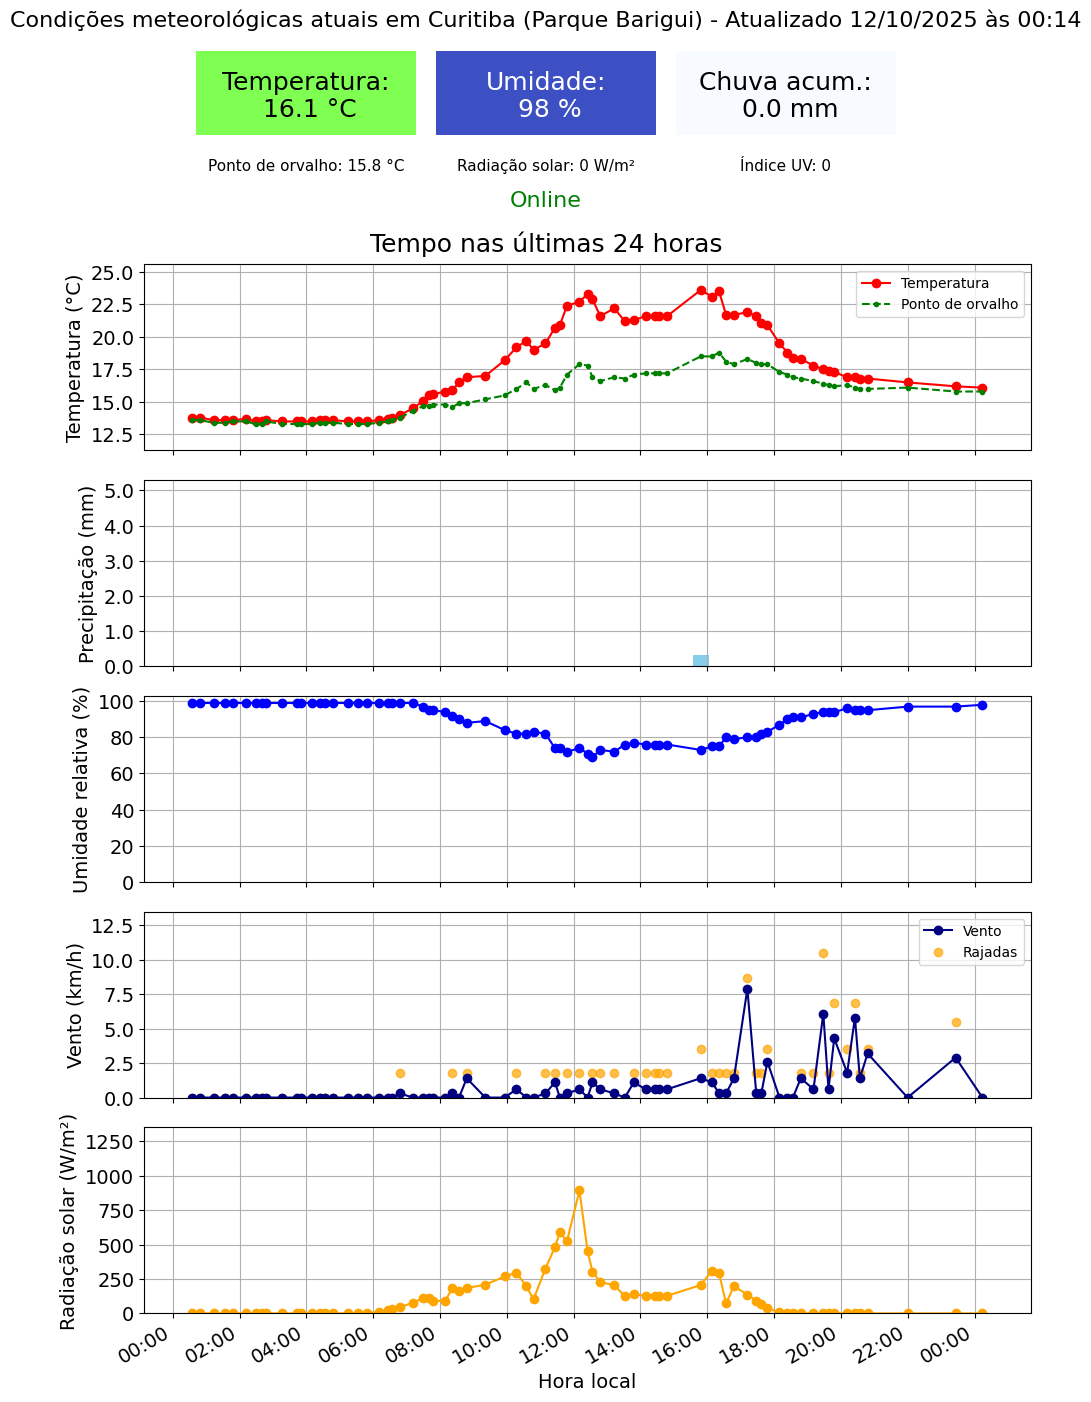 Condições meteorológicas atuais em Curitiba (Parque Barigui) - Atualizado 12/10/2025 às 00:14
Temperatura:
16.1 °C
Umidade:
98 %
Chuva acum.:
0.0 mm
Ponto de orvalho: 15.8 °C
Radiação solar: 0 W/m²
Índice UV: 0
Online
Tempo nas últimas 24 horas
Temperatura (°C)
25.0
22.5
20.0
17.5
15.0
12.5
Temperatura
Ponto de orvalho
Precipitação (mm)
5.0
4.0
3.0
2.0
1.0
0.0
Umidade relativa (%)
100
80
60
40
20
0
Vento (km/h)
12.5
10.0
7.5
5.0
2.5
0.0
Vento
Rajadas
Radiação solar (W/m²)
1250
1000
750
500
250
0
00:00 02:00 04:00 06:00 08:00 10:00 12:00 14:00 16:00 18:00 20:00 22:00 00:00
Hora local